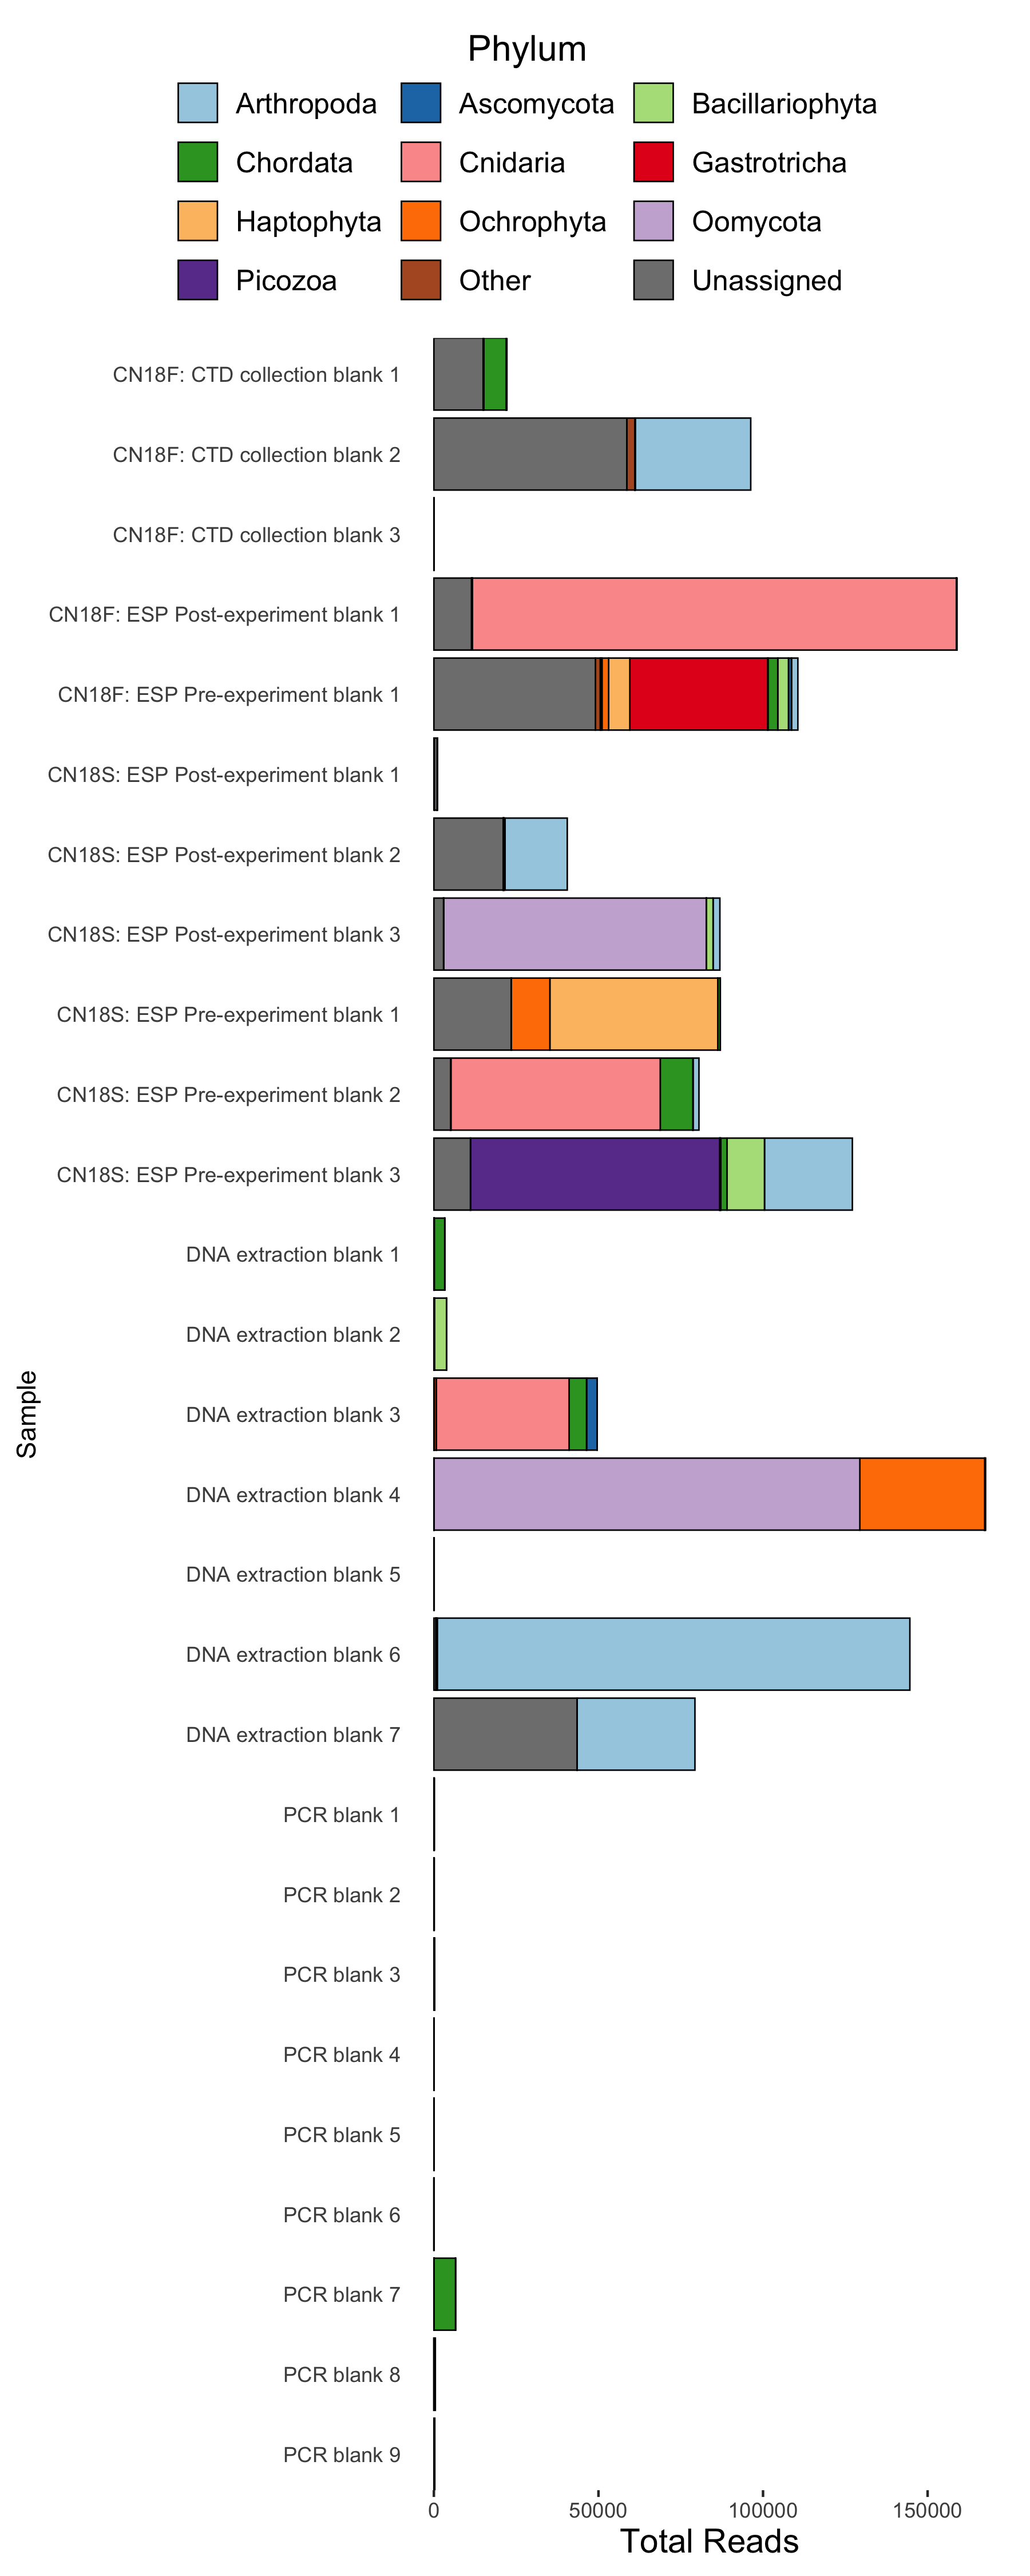 Phylum
Arthropoda Ascomycota Bacillariophyta
Chordata Cnidaria Gastrotricha
Haptophyta Ochrophyta Oomycota
Picozoa Other Unassigned
CN18F: CTD collection blank 1
CN18F: CTD collection blank 2
CN18F: CTD collection blank 3
CN18F: ESP Post-experiment blank 1
CN18F: ESP Pre-experiment blank 1
CN18S: ESP Post-experiment blank 1
CN18S: ESP Post-experiment blank 2
CN18S: ESP Post-experiment blank 3
CN18S: ESP Pre-experiment blank 1
CN18S: ESP Pre-experiment blank 2
CN18S: ESP Pre-experiment blank 3
DNA extraction blank 1
DNA extraction blank 2
DNA extraction blank 3
DNA extraction blank 4
DNA extraction blank 5
DNA extraction blank 6
DNA extraction blank 7
PCR blank 1
PCR blank 2
PCR blank 3
PCR blank 4
PCR blank 5
PCR blank 6
PCR blank 7
PCR blank 8
PCR blank 9
Sample
0 50000 100000 150000
Total Reads